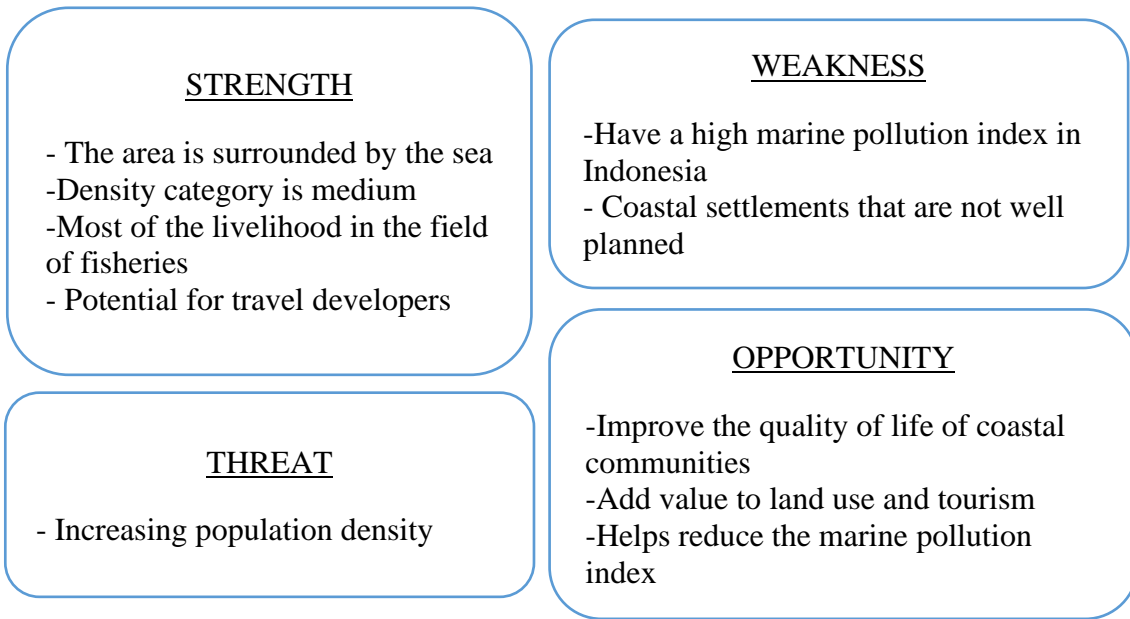 STRENGTH
- The area is surrounded by the sea
-Density category is medium
-Most of the livelihood in the field
of fisheries
- Potential for travel developers
WEAKNESS
-Have a high marine pollution index in
Indonesia
- Coastal settlements that are not well
planned
THREAT
- Increasing population density
OPPORTUNITY
-Improve the quality of life of coastal
communities
-Add value to land use and tourism
-Helps reduce the marine pollution
index